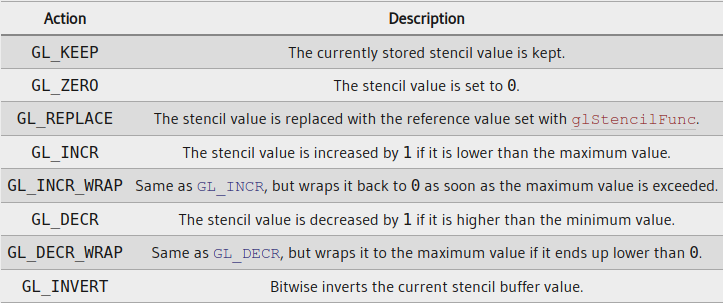 Action Description
GL_KEEP The currently stored stencil value is kept.
GL_ZERO The stencil value is set to 0.
GL_REPLACE The stencil value is replaced with the reference value set with glStencilFunc.
GL_INCR The stencil value is increased by 1 if it is lower than the maximum value.
GL_INCR_WRAP Same as GL_INCR, but wraps it back to 0 as soon as the maximum value is exceeded.
GL_DECR The stencil value is decreased by 1 if it is higher than the minimum value.
GL_DECR_WRAP Same as GL_DECR, but wraps it to the maximum value if it ends up lower than 0.
GL_INVERT Bitwise inverts the current stencil buffer value.